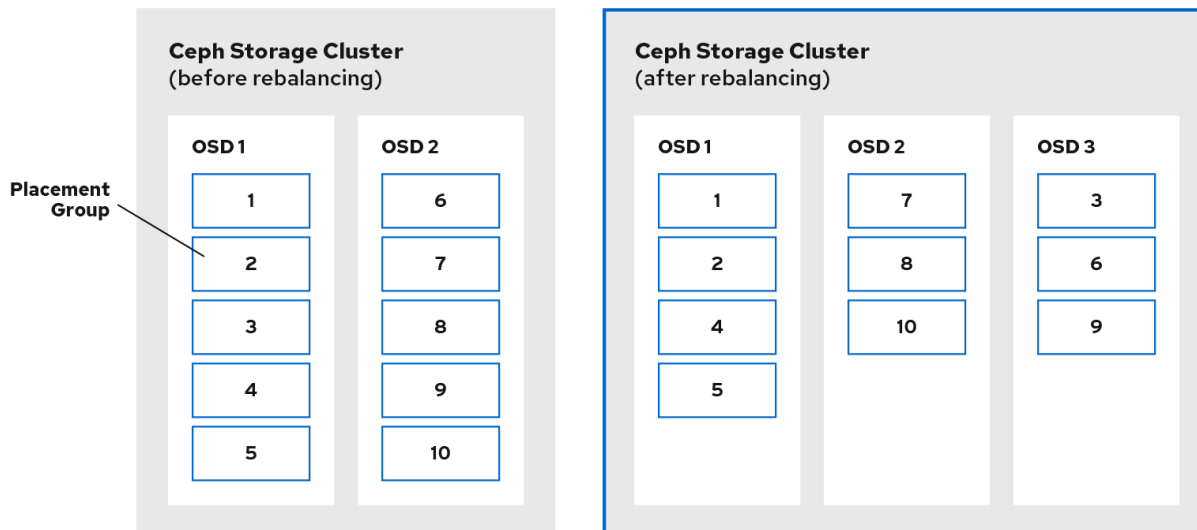 Ceph Storage Cluster
(before rebalancing)
OSD 1
1
2
3
4
5
OSD 2
6
7
8
9
10
Placement
Group
Ceph Storage Cluster
(after rebalancing)
OSD 1
1
2
4
5
OSD 2
7
8
10
OSD 3
3
6
9